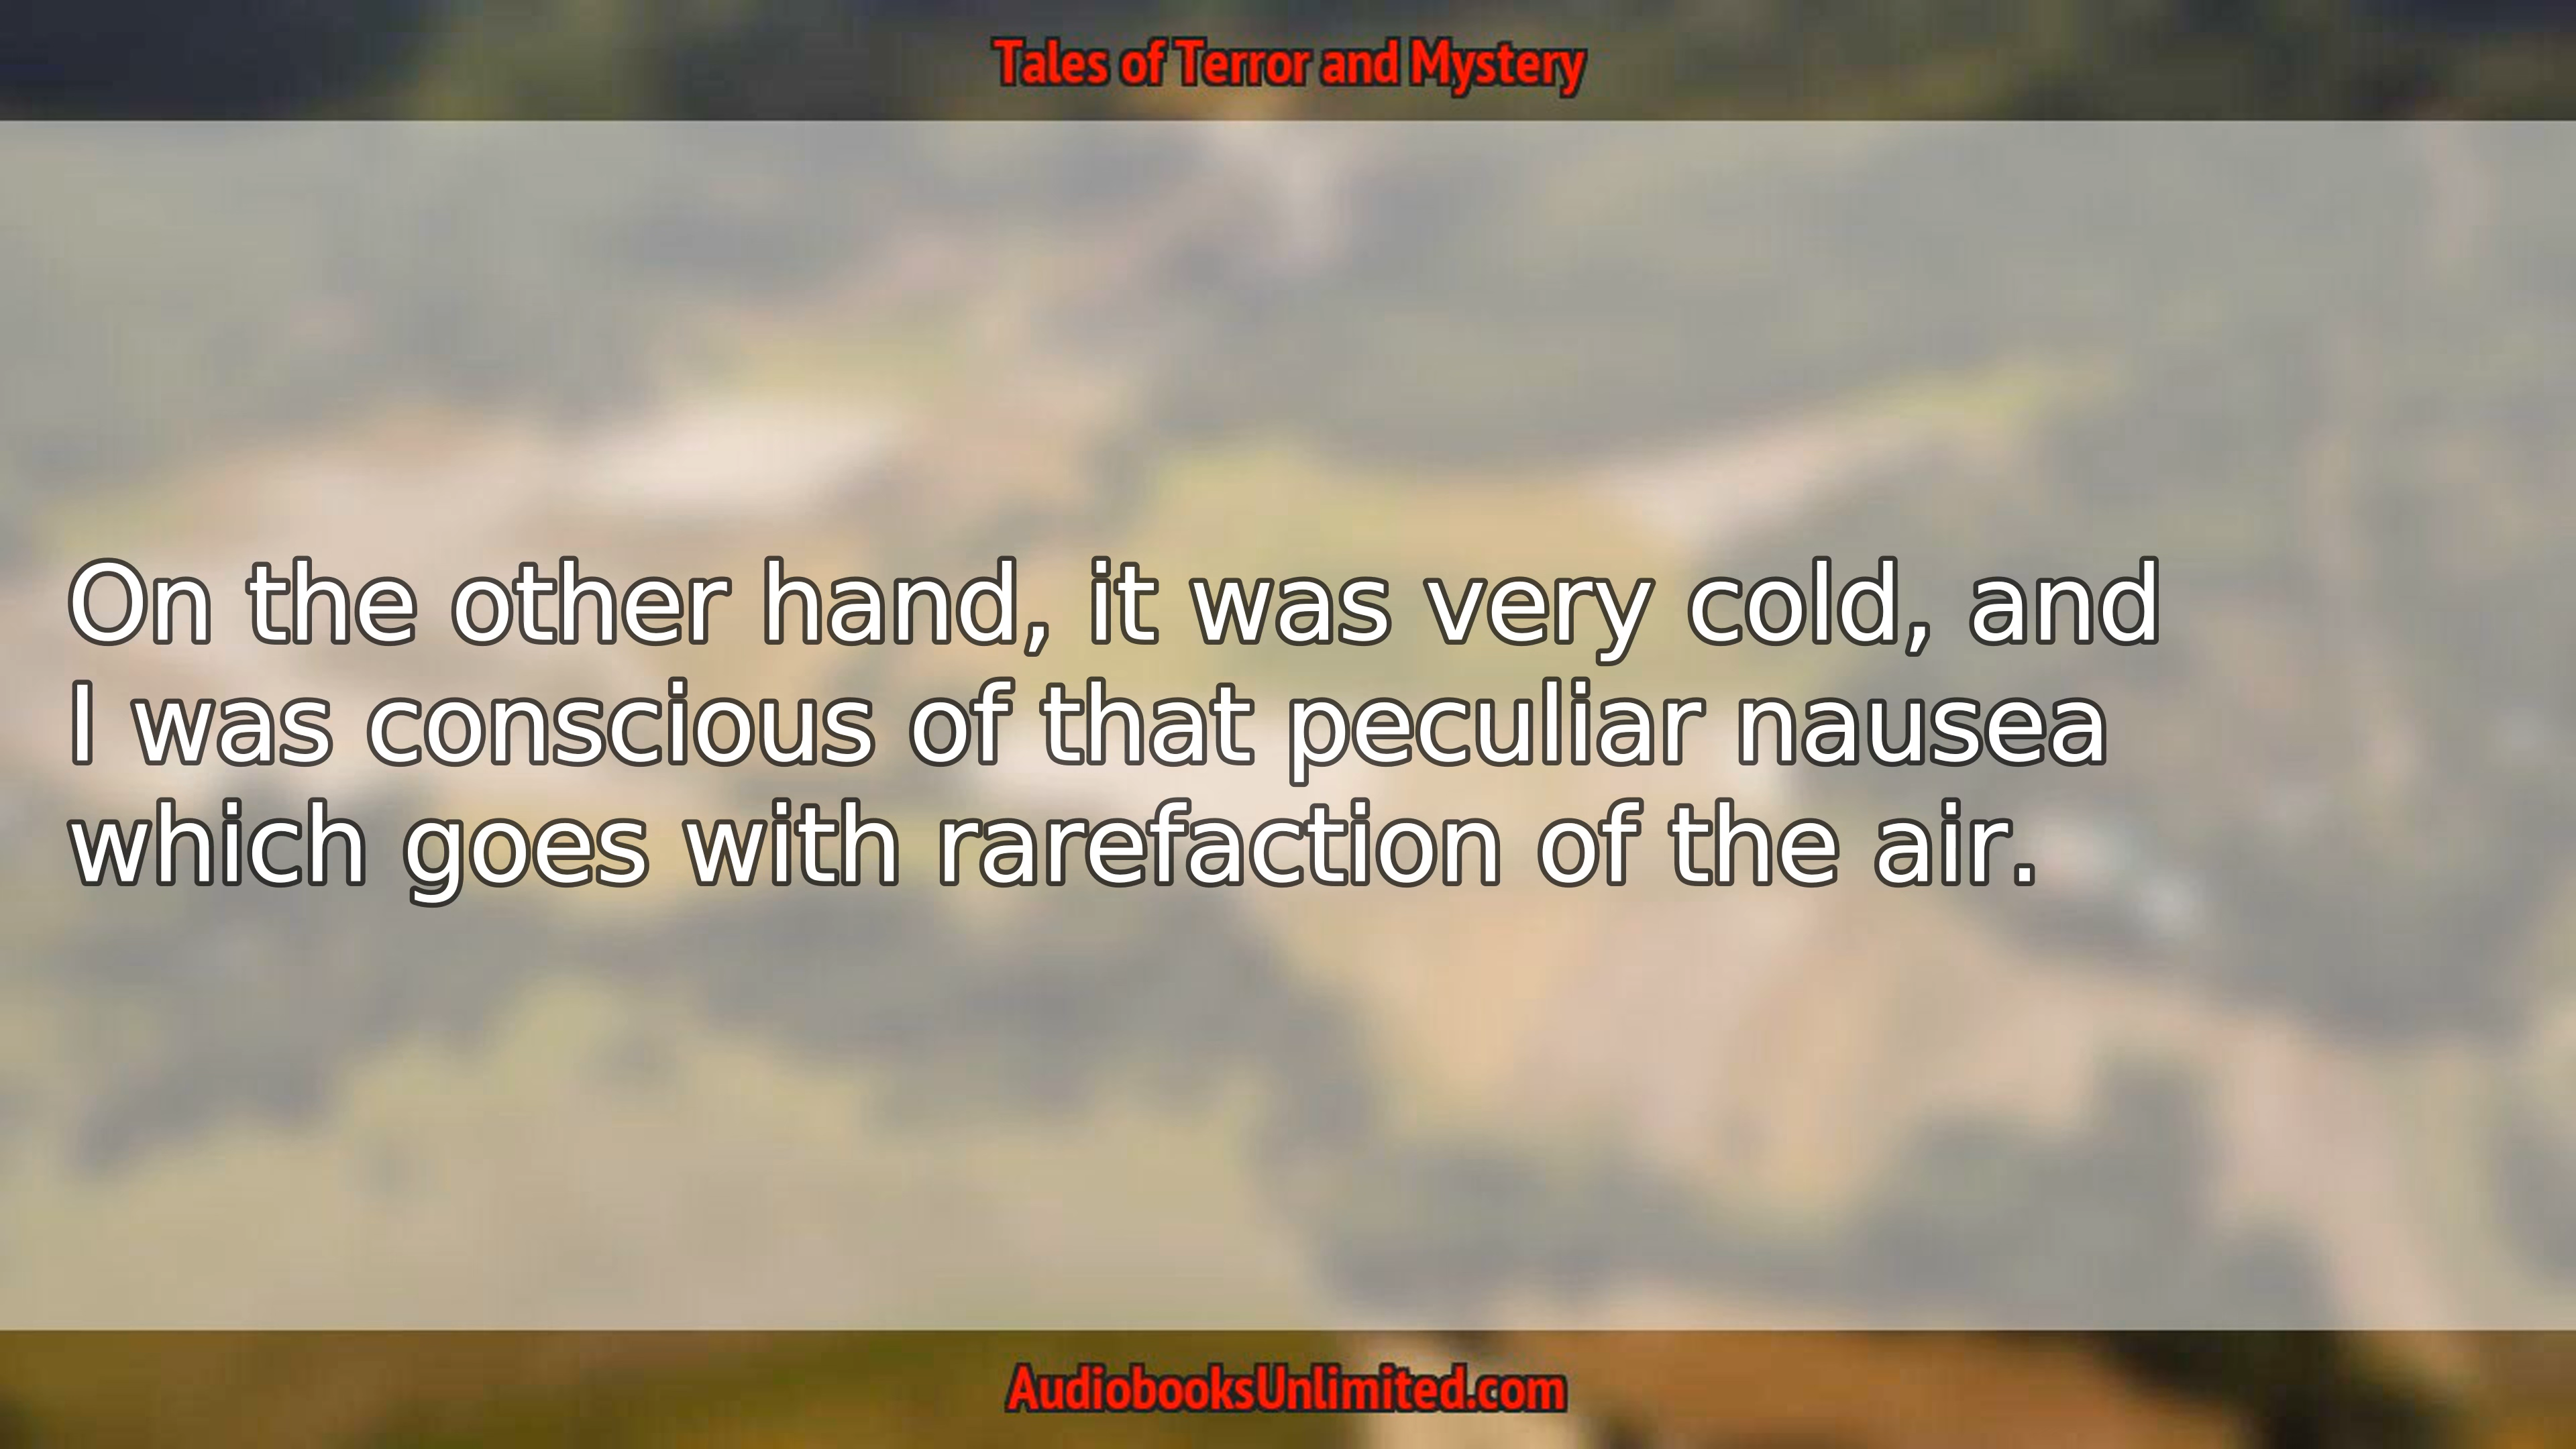 Tales of Terror and Mystery
On the other hand, it was very cold, and
I was conscious of that peculiar nausea
which goes with rarefaction of the air.
AudiobooksUnlimited.com